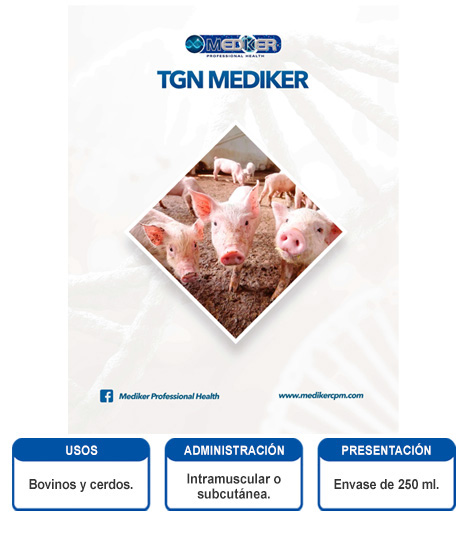 MEDIKER
PROFESSIONAL HEALTH
TGN MEDIKER
Mediker Professional Health
www.medikercpm.com
USOS
Bovinos y cerdos.
ADMINISTRACIÓN
Intramuscular o
subcutánea.
PRESENTACIÓN
Envase de 250 ml.